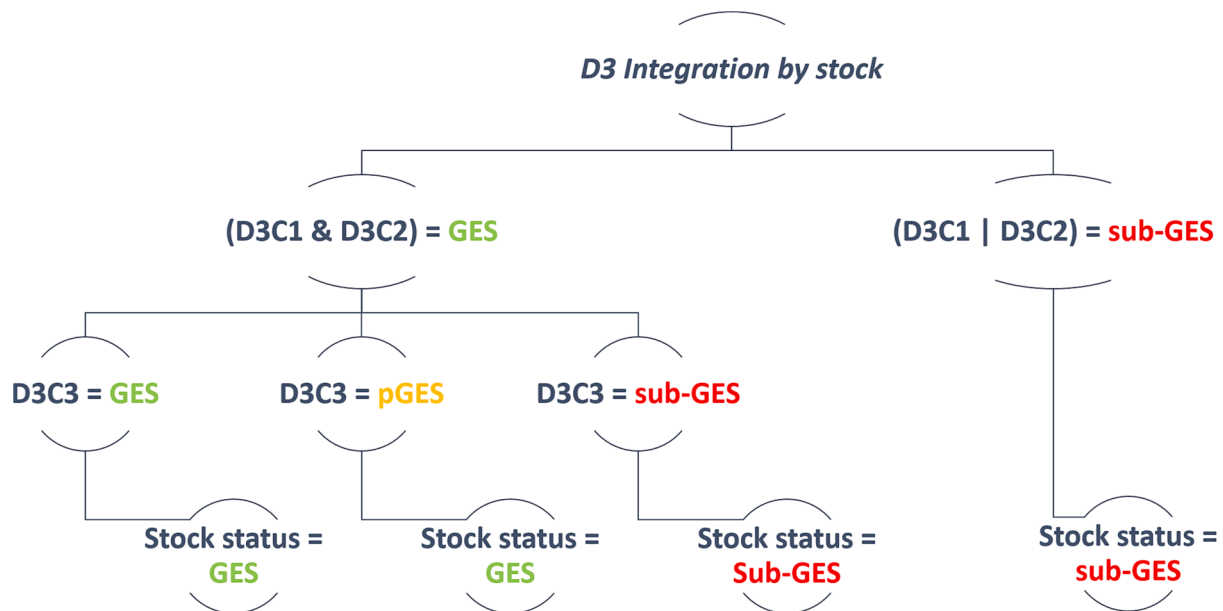 D3 Integration by stock
(D3C1 & D3C2) = GES
(D3C1 | D3C2) = sub-GES
D3C3 = GES
D3C3 = pGES
D3C3 = sub-GES
Stock status =
GES
Stock status =
GES
Stock status =
Sub-GES
Stock status =
sub-GES